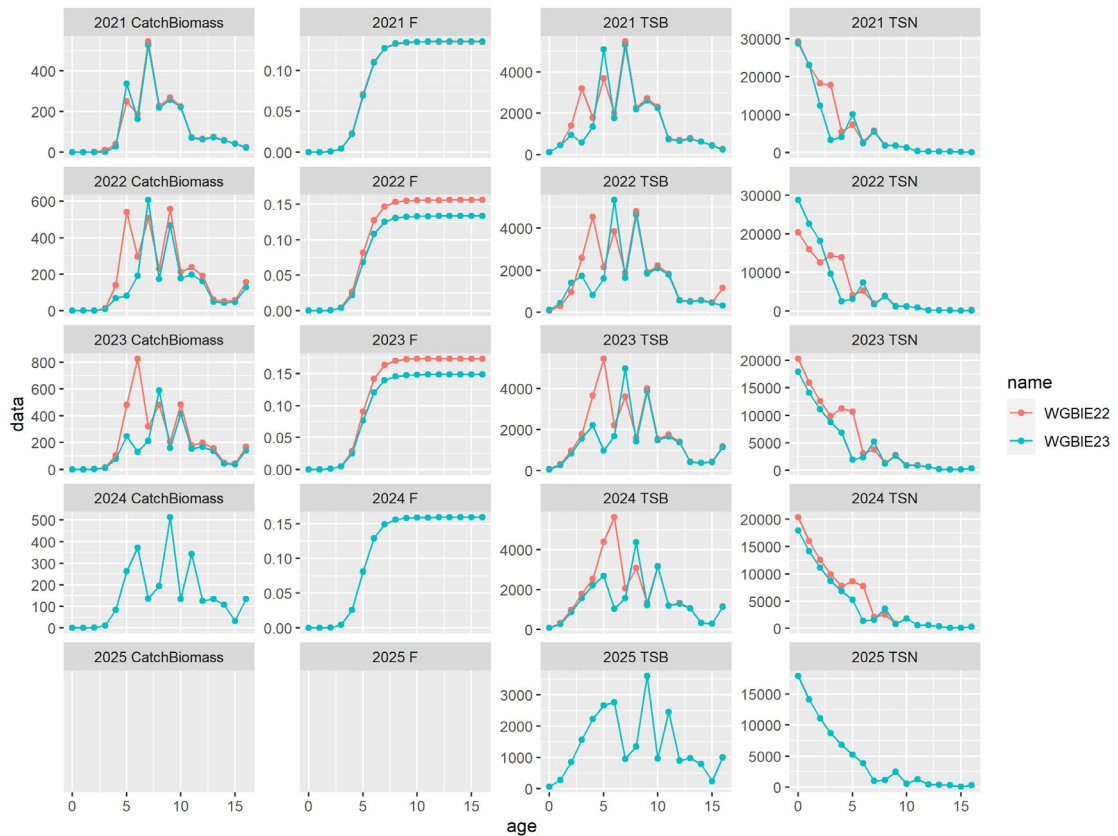 2021 CatchBiomass 2021 F 2021 TSB 2021 TSN
400 200 0
0.10 0.05 0.00
4000 2000 0
30000 20000 10000 0
2022 CatchBiomass 2022 F 2022 TSB 2022 TSN
600 400 200 0
0.15 0.10 0.05 0.00
4000 2000 0
30000 20000 10000 0
2023 CatchBiomass 2023 F 2023 TSB 2023 TSN
800 600 400 200 0
0.15 0.10 0.05 0.00
4000 2000 0
20000 15000 10000 5000 0
2024 CatchBiomass 2024 F 2024 TSB 2024 TSN
500 400 300 200 100 0
0.15 0.10 0.05 0.00
4000 2000 0
20000 15000 10000 5000 0
2025 CatchBiomass 2025 F 2025 TSB 2025 TSN
3000 2000 1000 0
15000 10000 5000 0
0 5 10 15 0 5 10 15 0 5 10 15 0 5 10 15
age
data
name
WGBIE22
WGBIE23